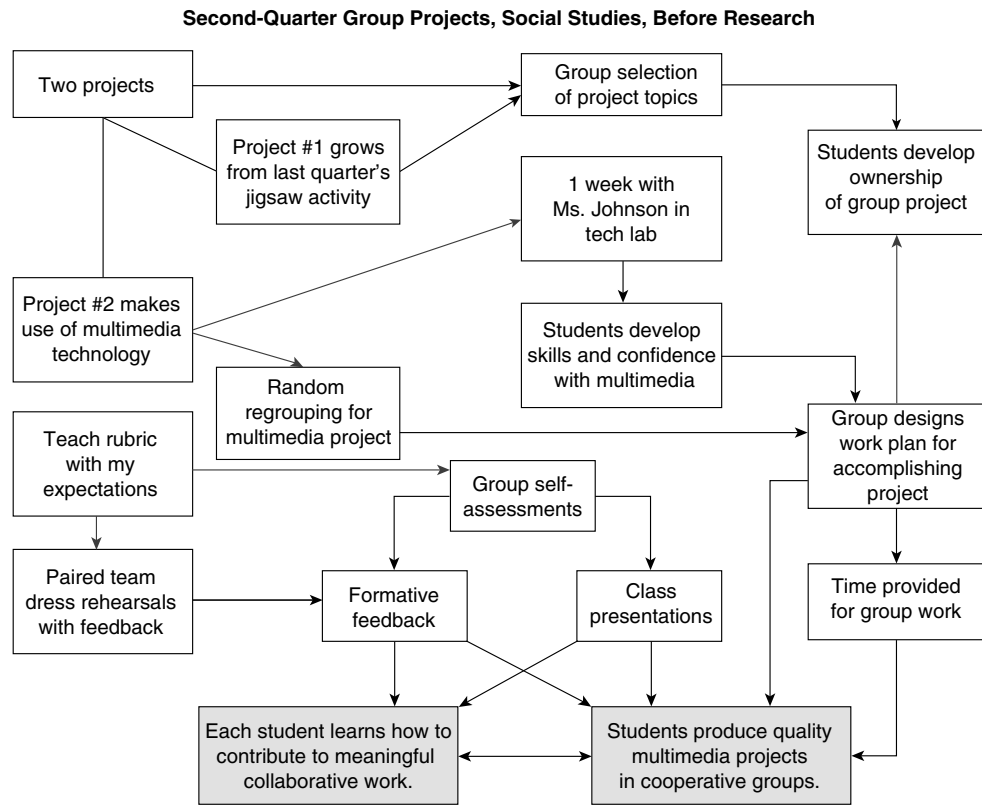 Second-Quarter Group Projects, Social Studies, Before Research
Two projects
Group selection
of project topics
Project #1 grows
from last quarter’s
jigsaw activity
Students develop
ownership
of group project
1 week with
Ms. Johnson in
tech lab
Project #2 makes
use of multimedia
technology
Students develop
skills and confidence
with multimedia
Random
regrouping for
multimedia project
Teach rubric
with my
expectations
Group designs
work plan for
accomplishing
project
Group self-
assessments
Paired team
dress rehearsals
with feedback
Formative
feedback
Class
presentations
Time provided
for group work
Each student learns how to
contribute to meaningful
collaborative work.
Students produce quality
multimedia projects
in cooperative groups.